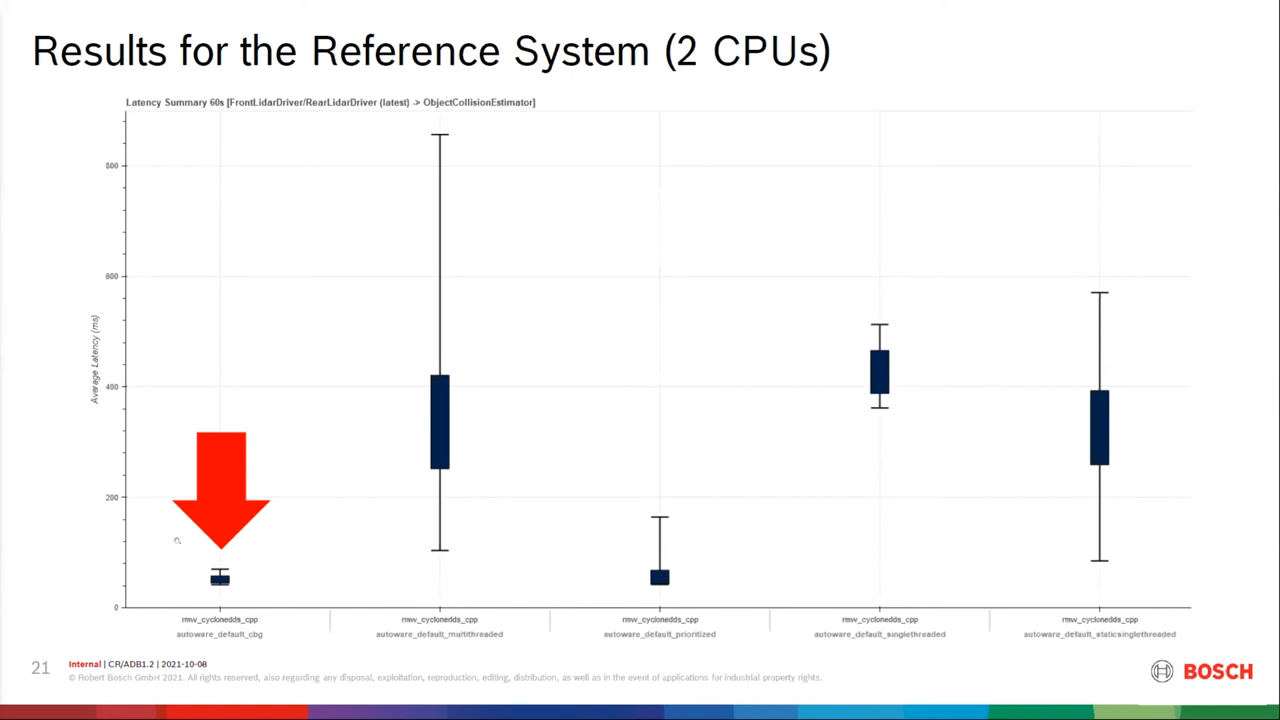 Results for the Reference System (2 CPUs)
Latency Summary 60s [FrontLidarDriver/RearLidarDriver (latest) -> ObjectCollisionEstimator]
Average Latency (ms)
800
600
400
200
0
rmw_cyclonedds_cpp rmw_cyclonedds_cpp rmw_cyclonedds_cpp rmw_cyclonedds_cpp rmw_cyclonedds_cpp
autoware_default_cbg autoware_default_multithreaded autoware_default_prioritized autoware_default_singlethreaded autoware_default_staticsinglethreaded
21
Internal | CR/ADB1.2 | 2021-10-08
© Robert Bosch GmbH 2021. All rights reserved, also regarding any disposal, exploitation, reproduction, editing, distribution, as well as in the event of applications for industrial property rights.
BOSCH